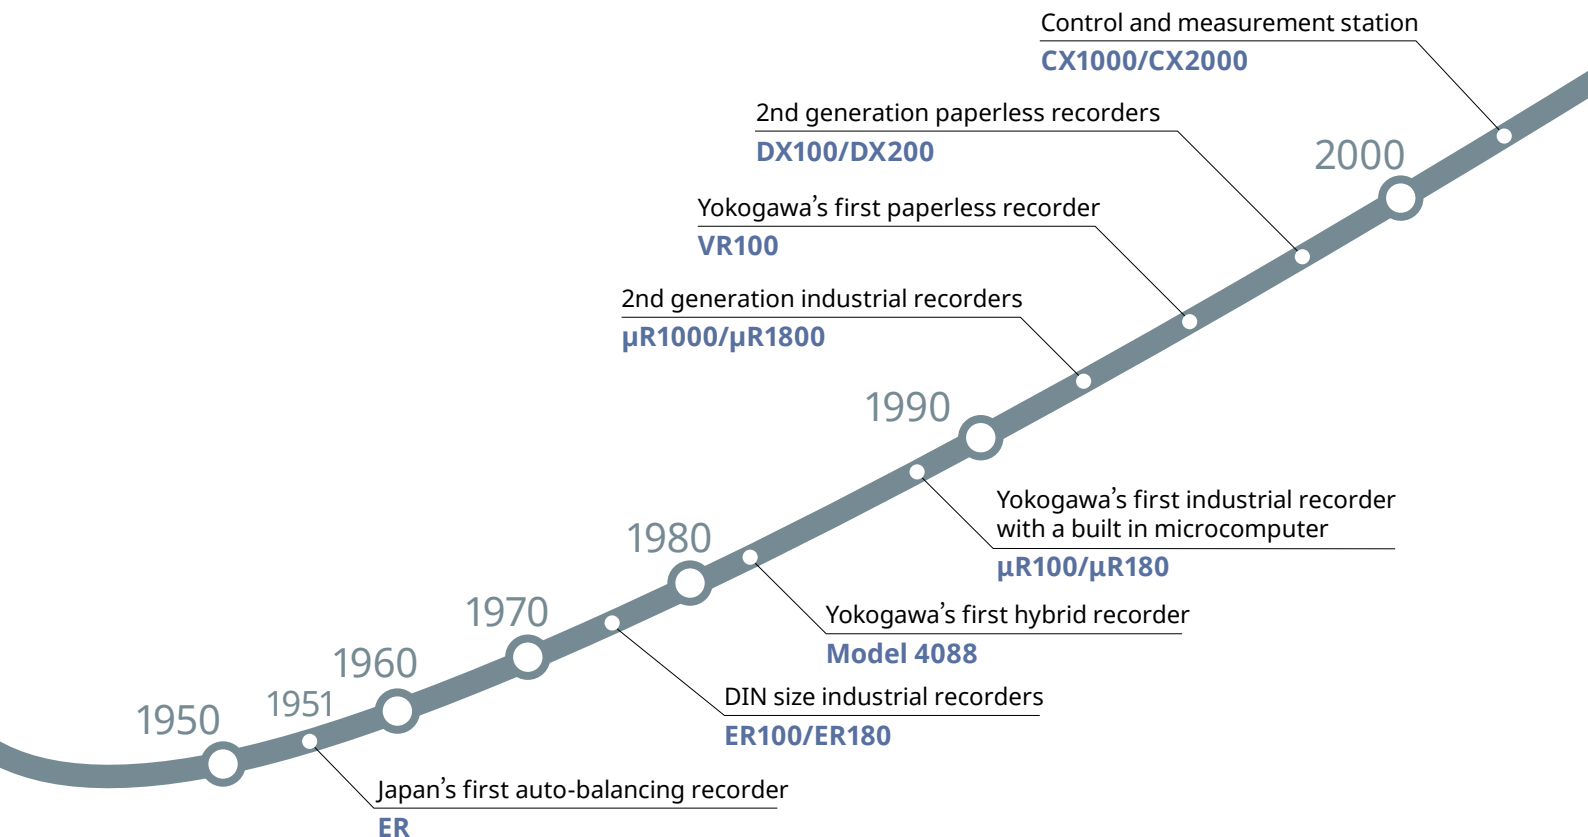 Control and measurement station
CX1000/CX2000
2nd generation paperless recorders
DX100/DX200
2000
Yokogawa’s first paperless recorder
VR100
2nd generation industrial recorders
µR1000/µR1800
1990
Yokogawa’s first industrial recorder
with a built in microcomputer
µR100/µR180
1980
Yokogawa’s first hybrid recorder
Model 4088
1970
DIN size industrial recorders
ER100/ER180
1960
1951
1950
Japan’s first auto-balancing recorder
ER